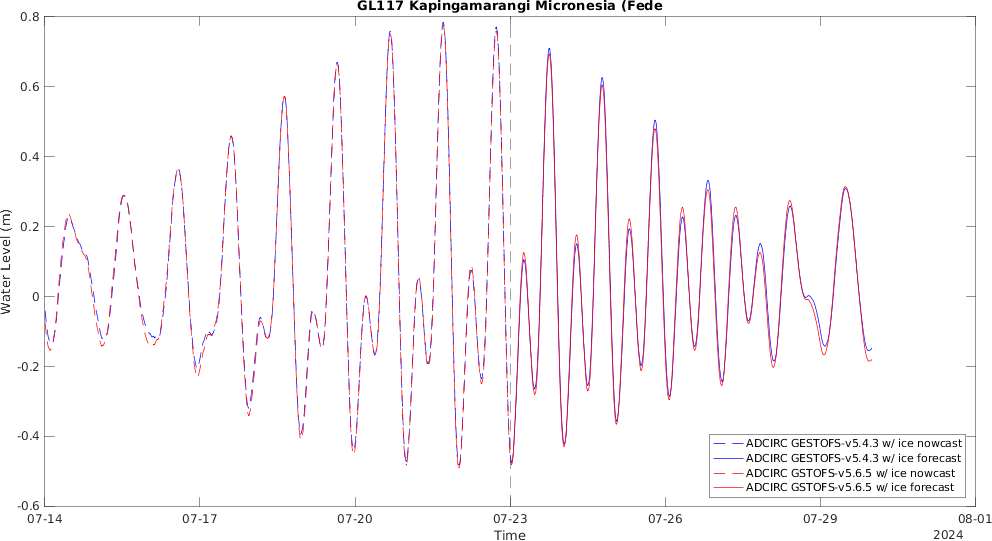 GL117 Kapingamarangi Micronesia (Fede
0.8
0.6
0.4
0.2
0
-0.2
-0.4
-0.6
Water Level (m)
ADCIRC GESTOFS-v5.4.3 w/ ice nowcast
ADCIRC GESTOFS-v5.4.3 w/ ice forecast
ADCIRC GSTOFS-v5.6.5 w/ ice nowcast
ADCIRC GSTOFS-v5.6.5 w/ ice forecast
07-14 07-17 07-20 07-23 07-26 07-29 08-01
Time
2024